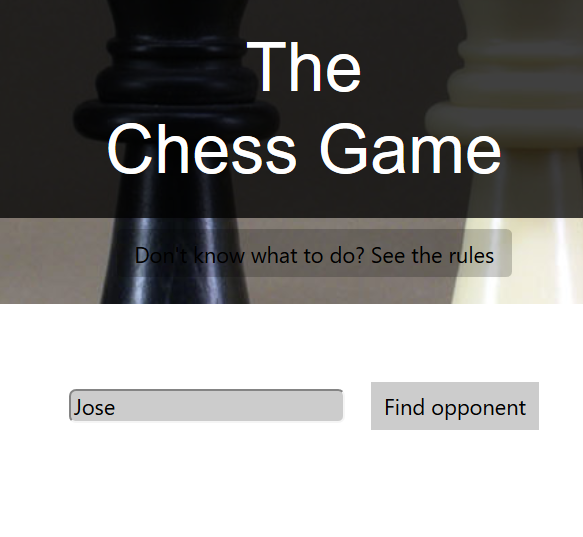 The
Chess Game
Don't know what to do? See the rules
Jose
Find opponent